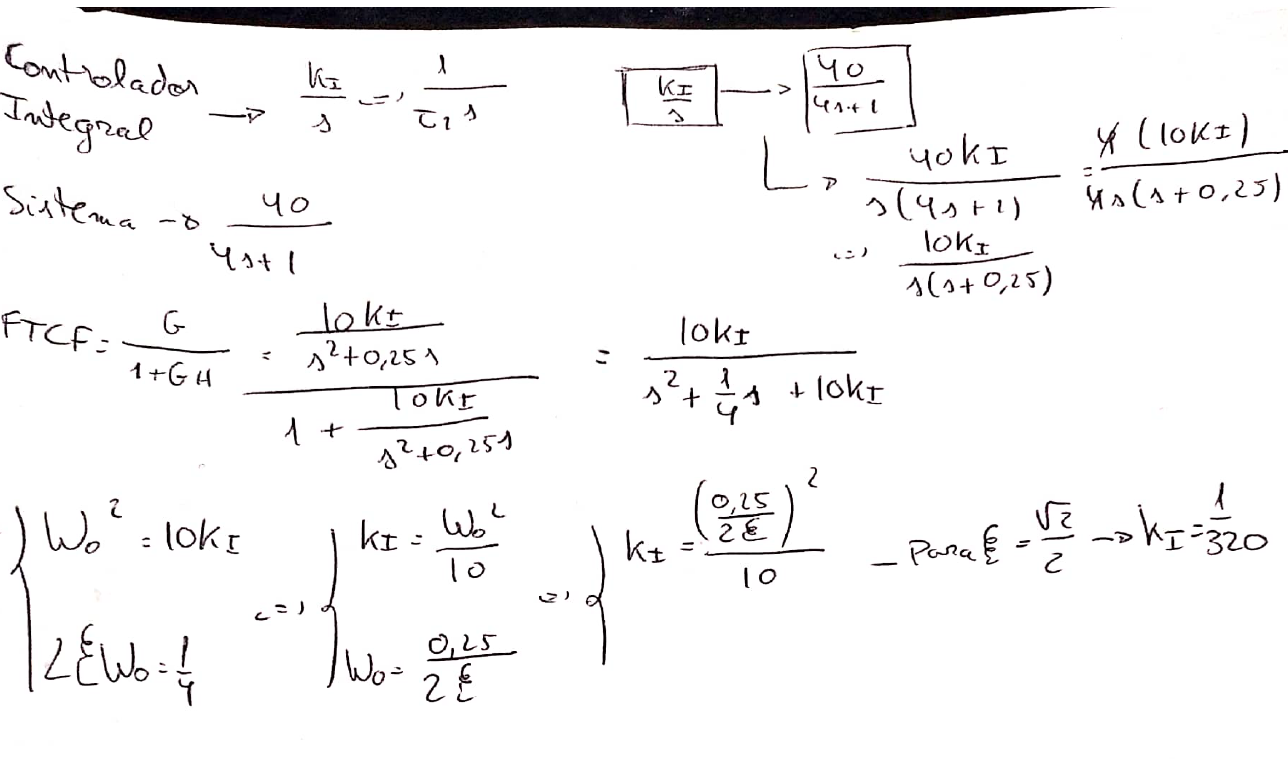 Controlador Integral → KI/s <=> 1/(τI s)
KI/s → 40/(4s+1)
↳ 40KI/(s(4s+1)) = 4(10KI)/(4s(s+0,25))
<=> 10KI/(s(s+0,25))
Sistema → 40/(4s+1)
FTCF = G/(1+GH) = (10KI/(s²+0,25s))/(1 + 10KI/(s²+0,25s)) = 10KI/(s² + 1/4 s + 10KI)
{ Wo² = 10KI <=> { KI = Wo²/10 <=> { KI = (0,25/(2ξ))²/10 _ Para ξ = √2/2 → KI = 1/320
2ξWo = 1/4
Wo = 0,25/(2ξ)